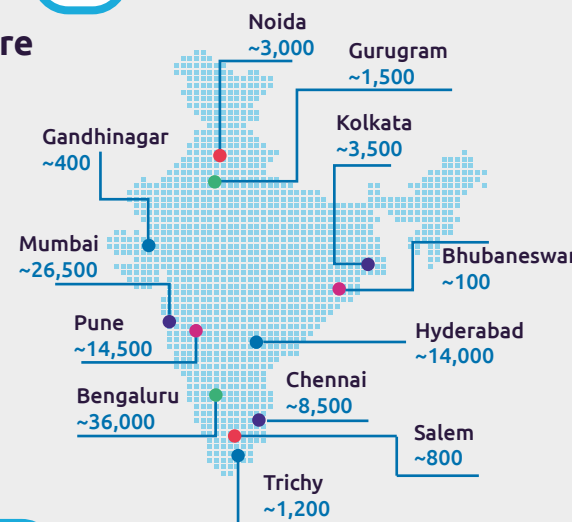 re
Noida
~3,000
Gurugram
~1,500
Kolkata
~3,500
Gandhinagar
~400
Mumbai
~26,500
Bhubaneswar
~100
Pune
~14,500
Hyderabad
~14,000
Bengaluru
~36,000
Chennai
~8,500
Salem
~800
Trichy
~1,200